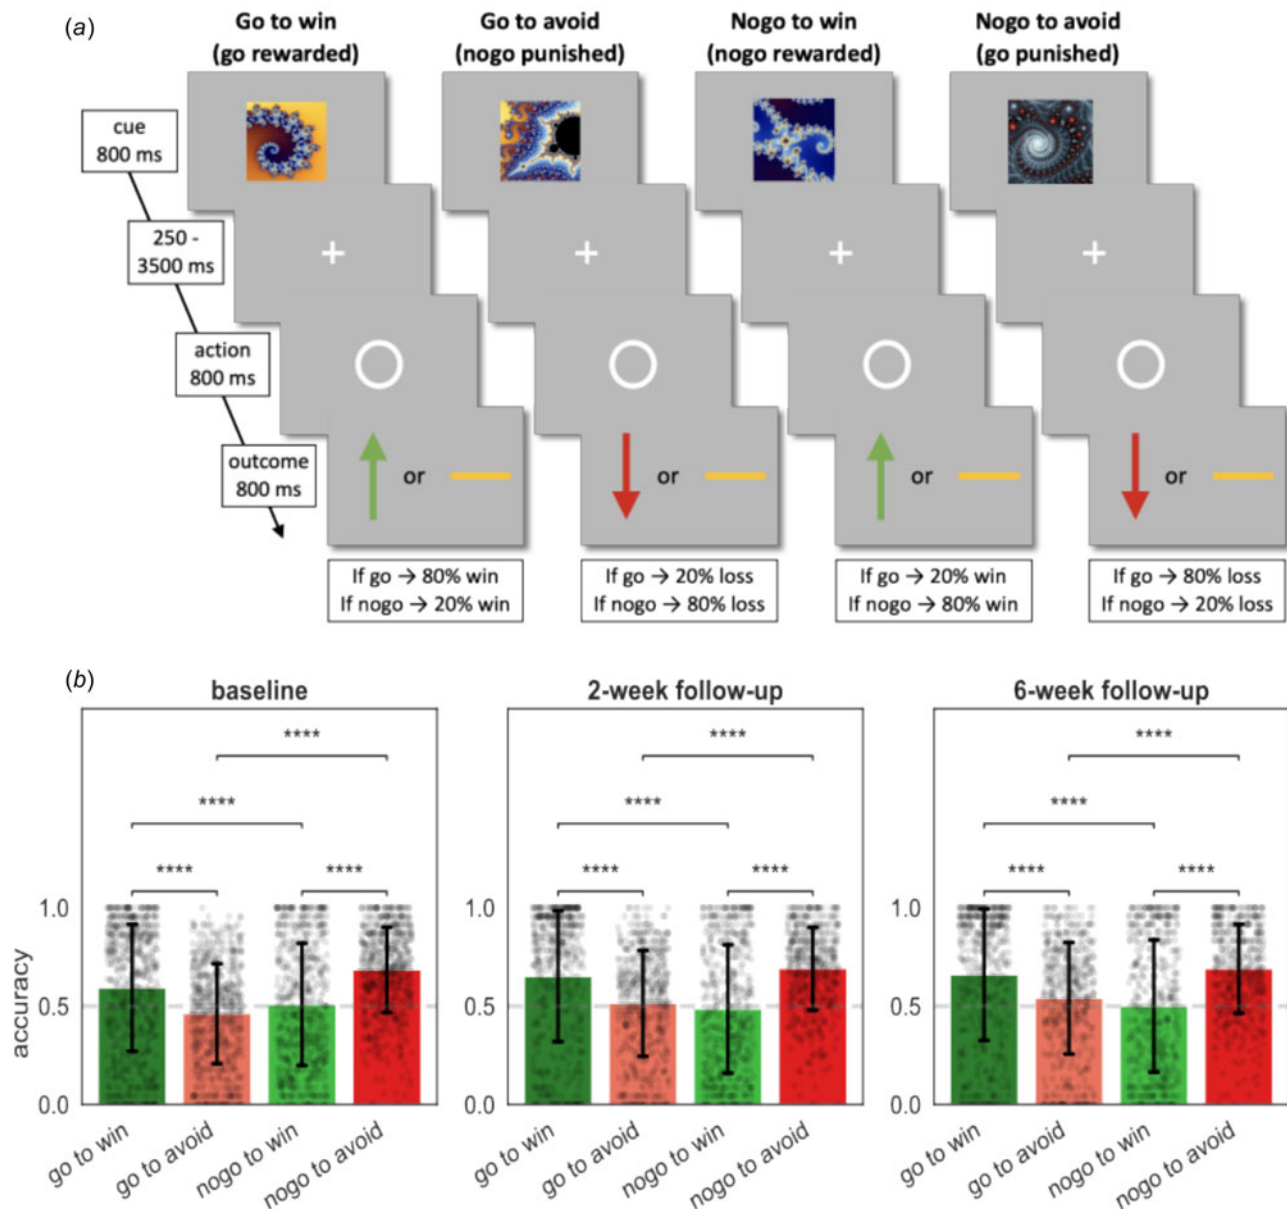 (a)
Go to win
(go rewarded)
Go to avoid
(nogo punished)
Nogo to win
(nogo rewarded)
Nogo to avoid
(go punished)
cue
800 ms
250 -
3500 ms
action
800 ms
outcome
800 ms
or
or
or
or
If go → 80% win
If nogo → 20% win
If go → 20% loss
If nogo → 80% loss
If go → 20% win
If nogo → 80% win
If go → 80% loss
If nogo → 20% loss
(b)
baseline
2-week follow-up
6-week follow-up
****
****
****
****
****
****
****
****
****
****
****
****
accuracy
1.0
0.5
0.0
1.0
0.5
0.0
1.0
0.5
0.0
go to win
go to avoid
nogo to win
nogo to avoid
go to win
go to avoid
nogo to win
nogo to avoid
go to win
go to avoid
nogo to win
nogo to avoid